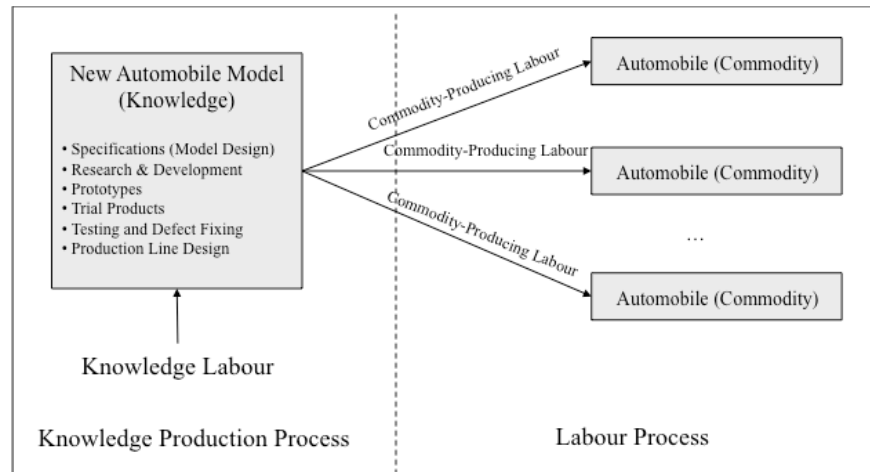 New Automobile Model
(Knowledge)
• Specifications (Model Design)
• Research & Development
• Prototypes
• Trial Products
• Testing and Defect Fixing
• Production Line Design
Knowledge Labour
Knowledge Production Process
Commodity-Producing Labour
Commodity-Producing Labour
Commodity-Producing Labour
Automobile (Commodity)
Automobile (Commodity)
...
Automobile (Commodity)
Labour Process